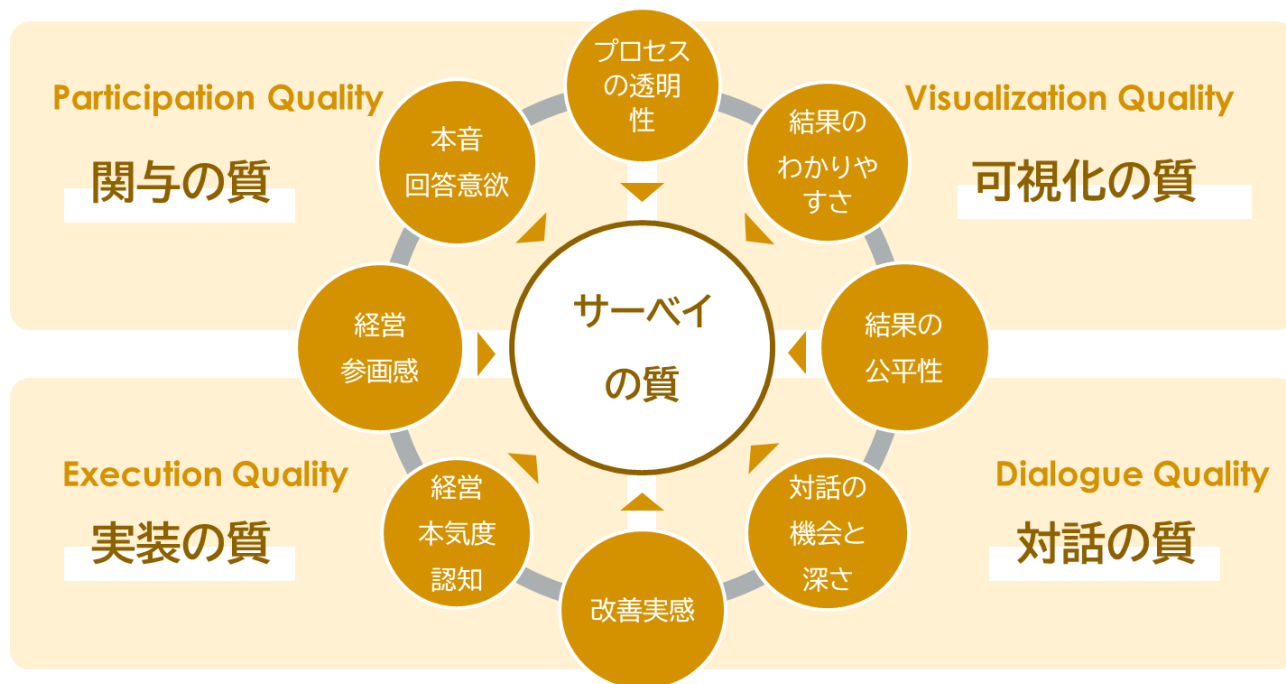 Participation Quality
関与の質
Visualization Quality
可視化の質
プロセス
の透明
性
本音
回答意欲
結果の
わかりや
すさ
経営
参画感
サーベイ
の質
結果の
公平性
Execution Quality
実装の質
Dialogue Quality
対話の質
経営
本気度
認知
対話の
機会と
深さ
改善実感